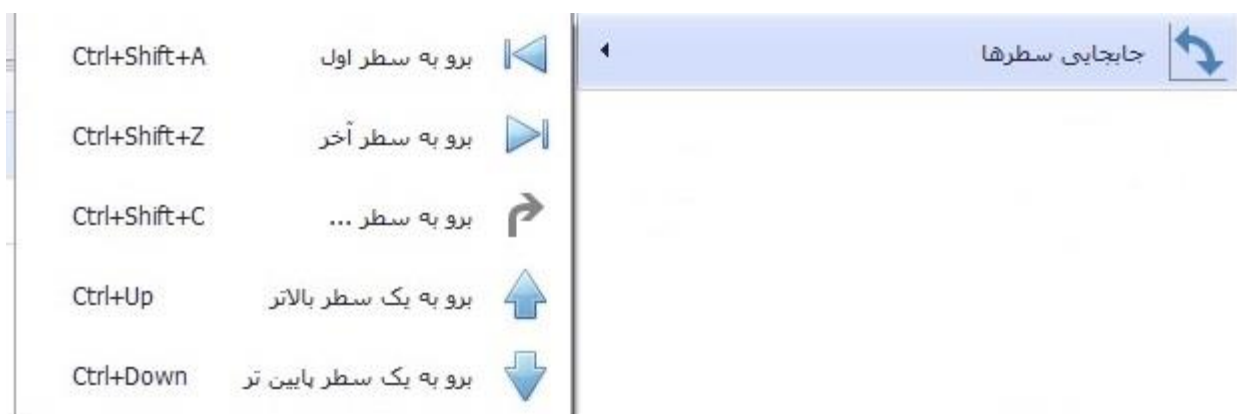 جابجایی سطرها
برو به سطر اول Ctrl+Shift+A
برو به سطر آخر Ctrl+Shift+Z
برو به سطر ... Ctrl+Shift+C
برو به یک سطر بالاتر Ctrl+Up
برو به یک سطر پایین تر Ctrl+Down